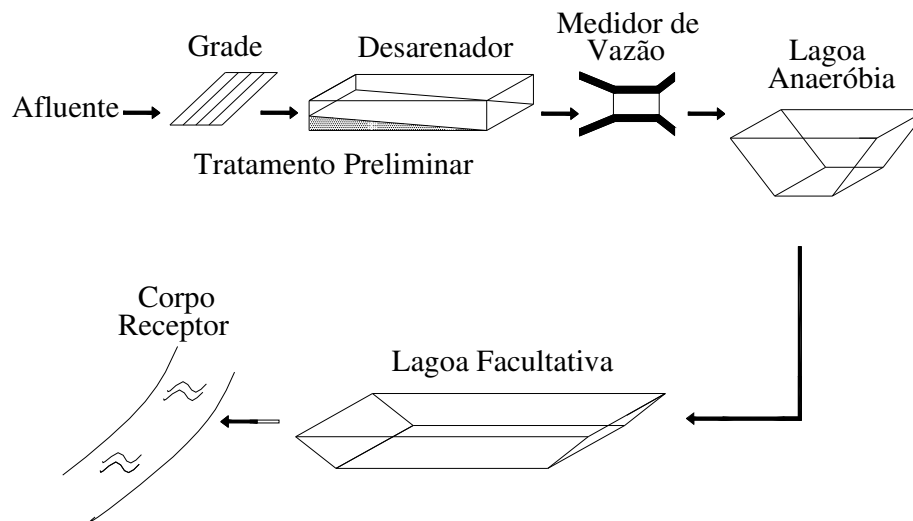 Grade
Desarenador
Medidor de
Vazão
Lagoa
Anaeróbia
Afluente
Tratamento Preliminar
Corpo
Receptor
Lagoa Facultativa